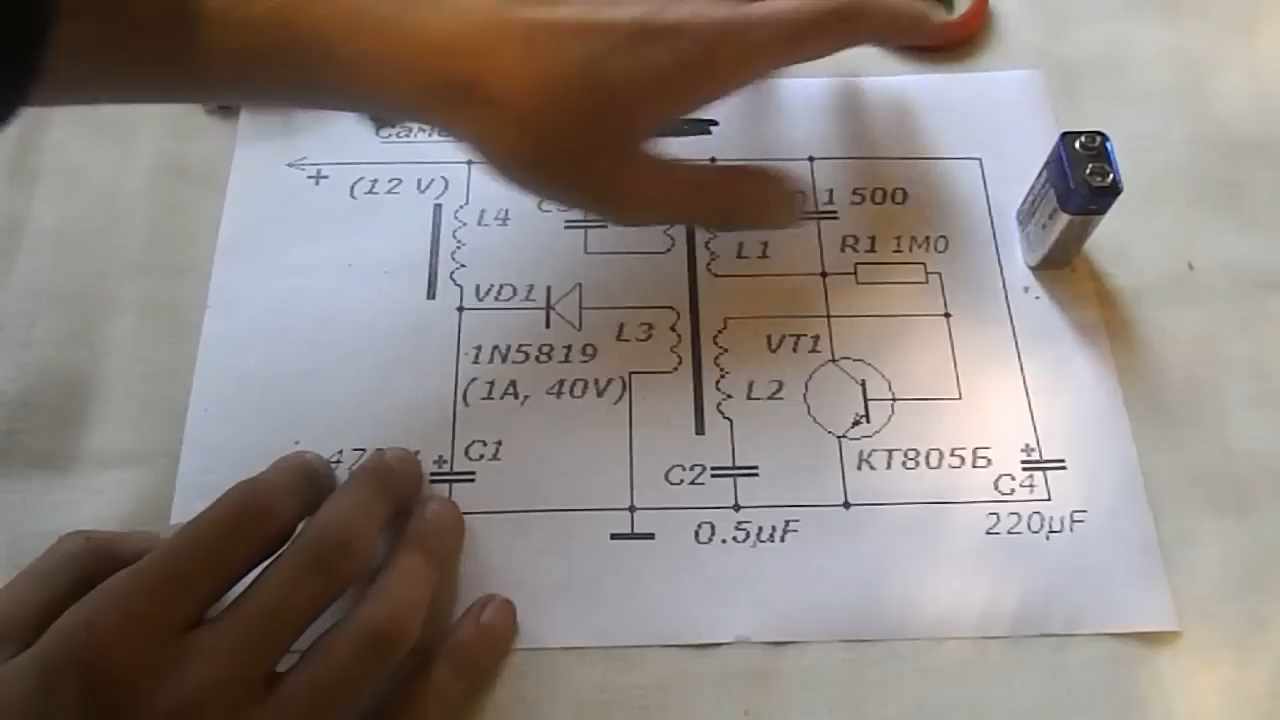 + (12 V)
L4
1 500
L1
R1 1M0
VD1
L3
VT1
1N5819
(1A, 40V)
L2
+ C1
C2
КТ805Б
+
C4
0.5µF
220µF